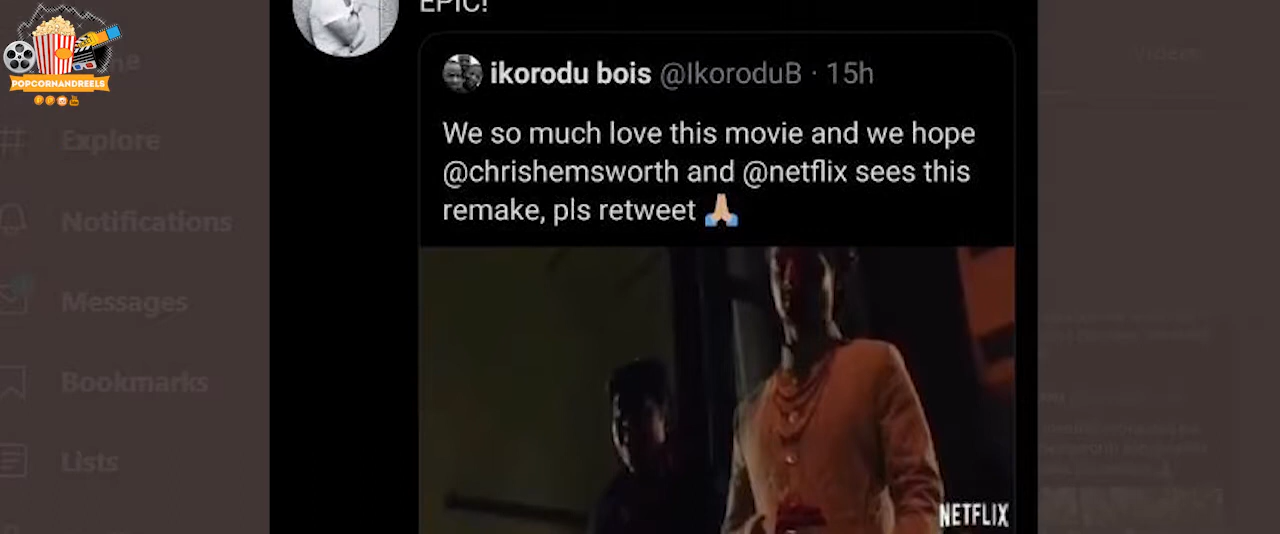 EPIC!
POPCORNANDREELS
ikorodu bois @IkoroduB · 15h
We so much love this movie and we hope
@chrishemsworth and @netflix sees this
remake, pls retweet 🙏🏼
Explore
Notifications
Messages
Bookmarks
Lists
NETFLIX